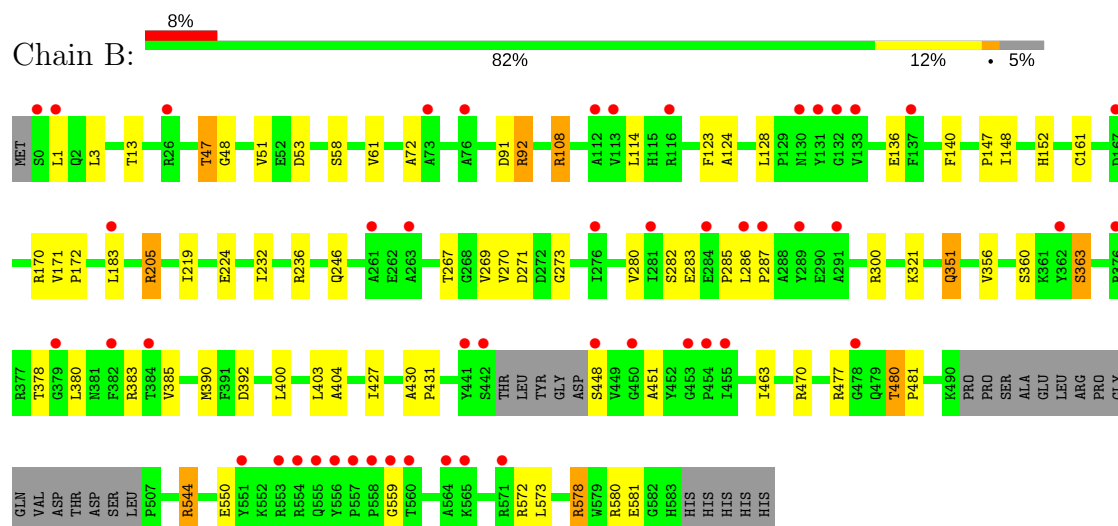 8%
Chain B:
82% 12% • 5%
MET S0 L1 Q2 L3 T13 R26 T47 G48 V51 E52 D53 S58 V61 A72 A73 A76 D91 R92 R108 A112 V113 L114 H115 R116 F123 A124 L128 P129 N130 Y131 G132 V133 E136 F137 F140 P147 I148 H152 C161 D167
R170 V171 P172 L183 R205 I219 E224 I232 R236 Q246 A261 E262 A263 T267 G268 V269 V270 D271 D272 G273 I276 V280 I281 S282 E283 E284 P285 L286 P287 A288 Y289 E290 A291 R300 K321 Q351 V356 S360 K361 Y362 S363 R376
R377 T378 G379 L380 N381 F382 R383 T384 V385 M390 F391 D392 L400 L403 A404 I427 A430 P431 Y441 S442 THR LEU TYR GLY ASP S448 V449 G450 A451 Y452 G453 P454 I455 I463 R470 R477 G478 Q479 T480 P481 K490 PRO PRO SER ALA GLU LEU ARG PRO GLY
GLN VAL ASP THR ASP SER LEU P507 R544 E550 Y551 K552 R553 R554 Q555 Y556 P557 P558 G559 T560 A564 K565 R571 R572 L573 R578 W579 R580 E581 G582 H583 HIS HIS HIS HIS HIS